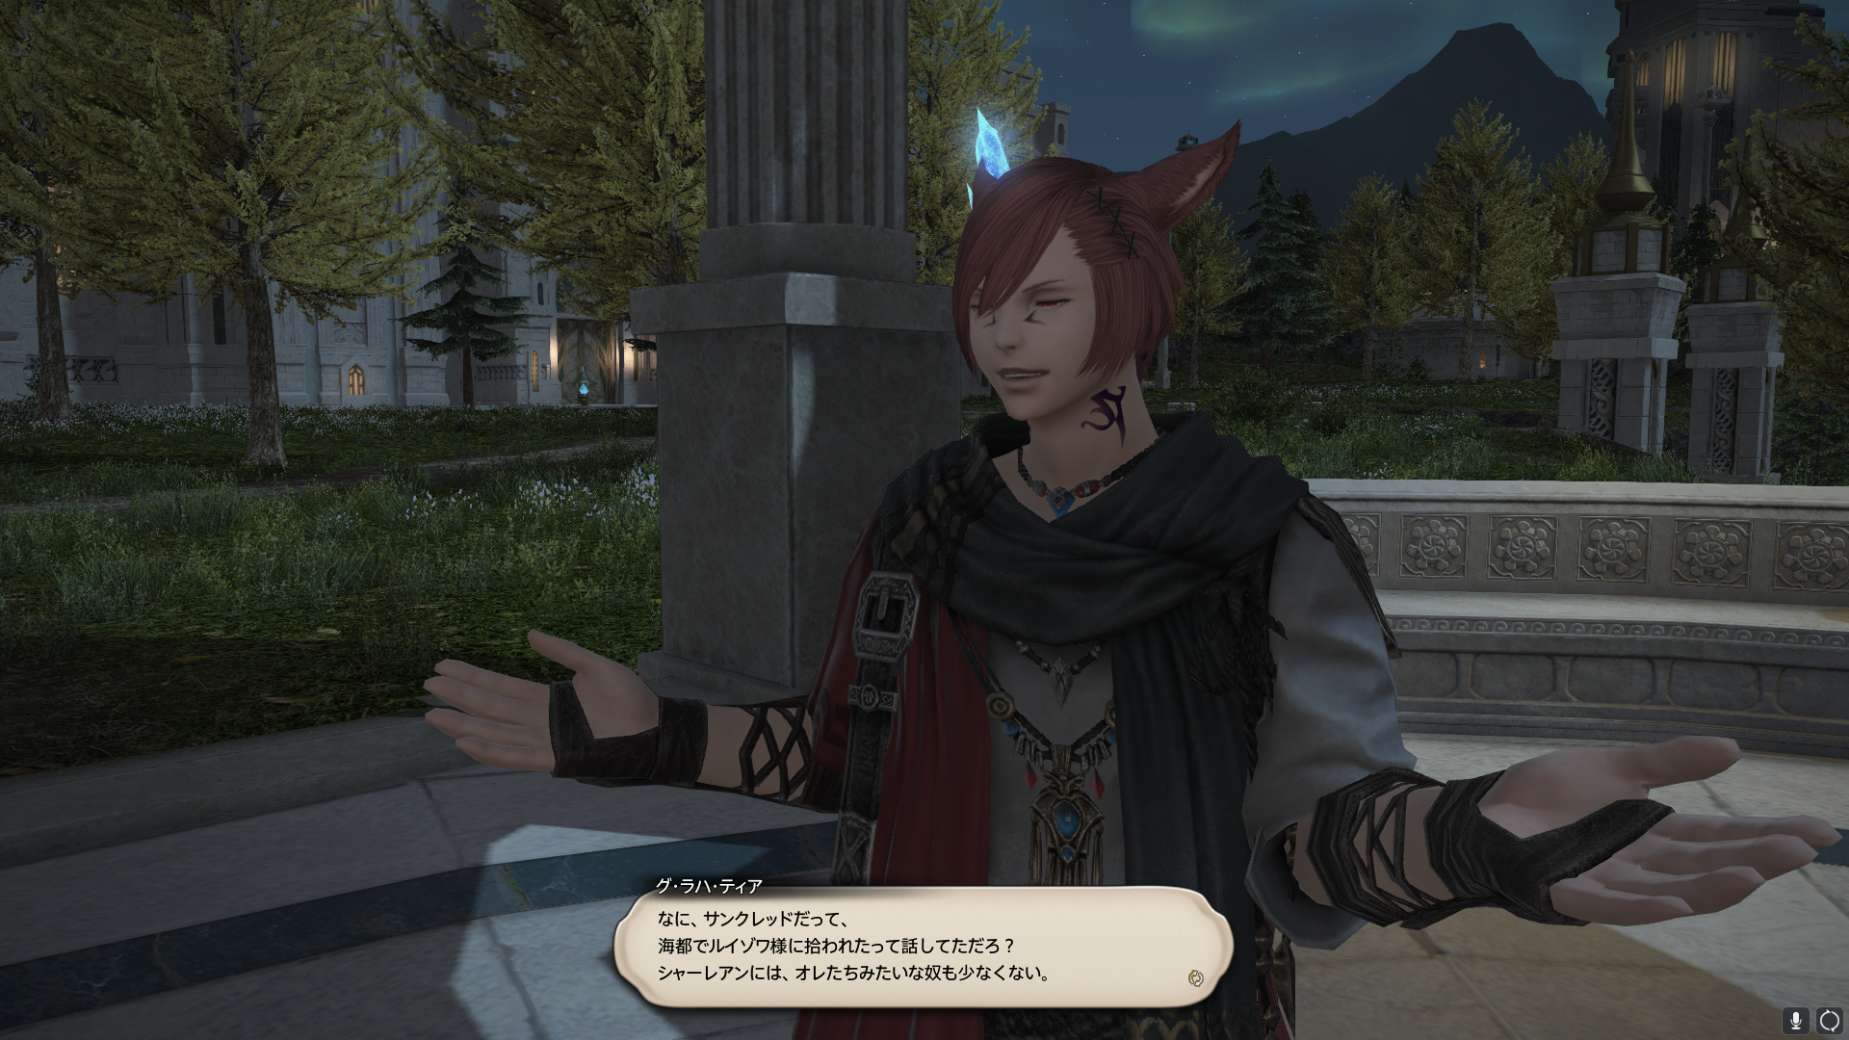 グ・ラハ・ティア
なに、サンクレッドだって、
海都でルイゾワ様に拾われたって話してただろ？
シャーレアンには、オレたちみたいな奴も少なくない。